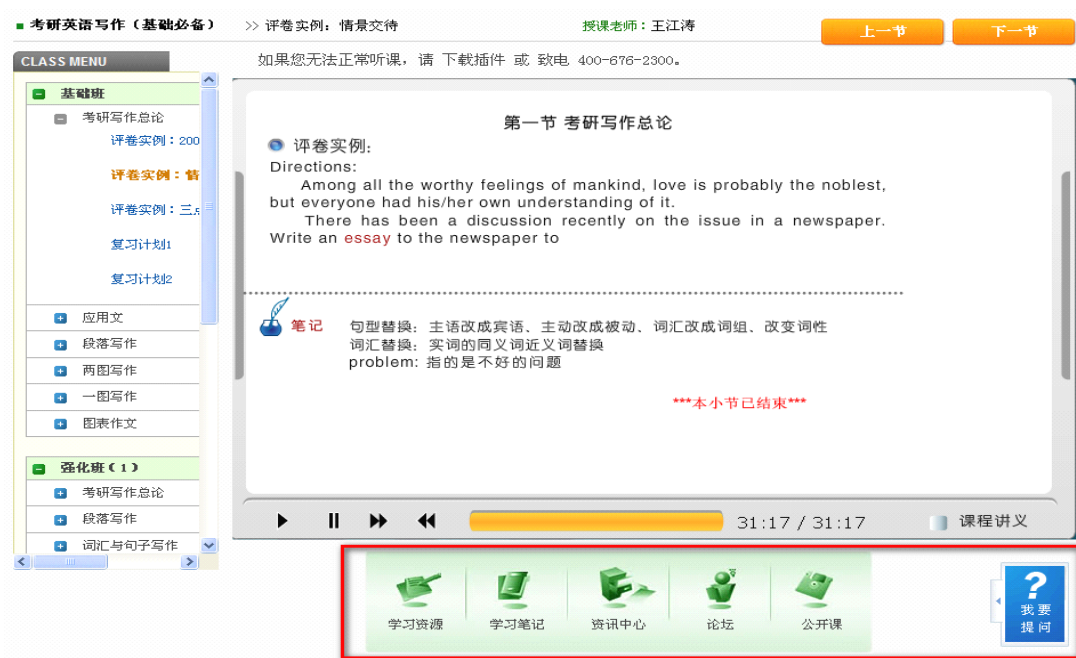 考研英语写作（基础必备）
>> 评卷实例：情景交待
授课老师：王江涛
上一节
下一节
CLASS MENU
如果您无法正常听课，请 下载插件 或 致电 400-676-2300。
基础班
考研写作总论
评卷实例：200
评卷实例：情
评卷实例：三点
复习计划1
复习计划2
应用文
段落写作
两图写作
一图写作
图表作文
强化班（1）
考研写作总论
段落写作
词汇与句子写作
第一节 考研写作总论
评卷实例:
Directions:
Among all the worthy feelings of mankind, love is probably the noblest,
but everyone had his/her own understanding of it.
There has been a discussion recently on the issue in a newspaper.
Write an essay to the newspaper to
笔记
句型替换: 主语改成宾语、主动改成被动、词汇改成词组、改变词性
词汇替换: 实词的同义词近义词替换
problem: 指的是不好的问题
***本小节已结束***
31:17 / 31:17
课程讲义
学习资源
学习笔记
资讯中心
论坛
公开课
?
我要
提问